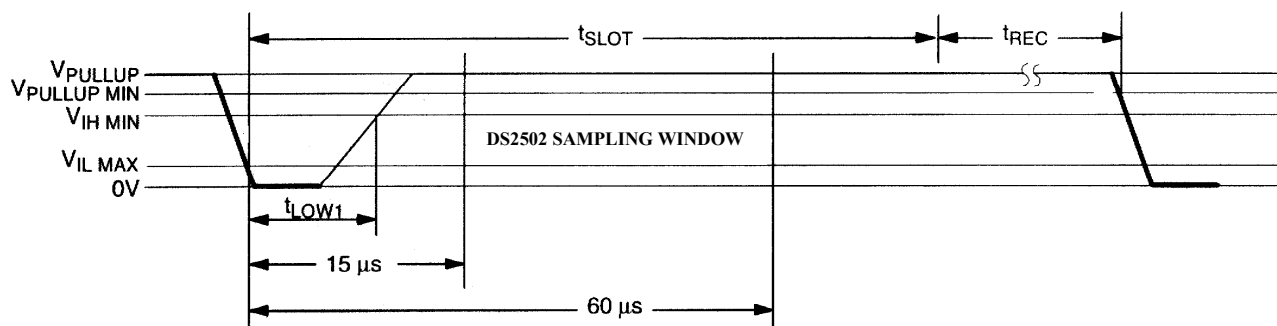 tSLOT
tREC
VPULLUP
VPULLUP MIN
VIH MIN
DS2502 SAMPLING WINDOW
VIL MAX
0V
tLOW1
15 μs
60 μs